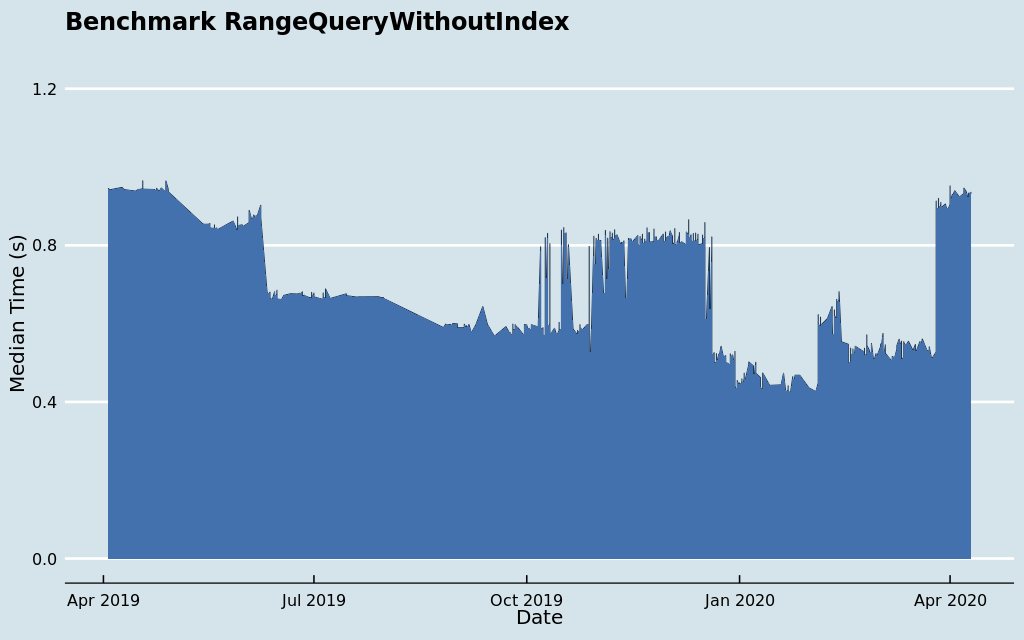 Benchmark RangeQueryWithoutIndex
Median Time (s)
1.2
0.8
0.4
0.0
Apr 2019 Jul 2019 Oct 2019 Jan 2020 Apr 2020
Date